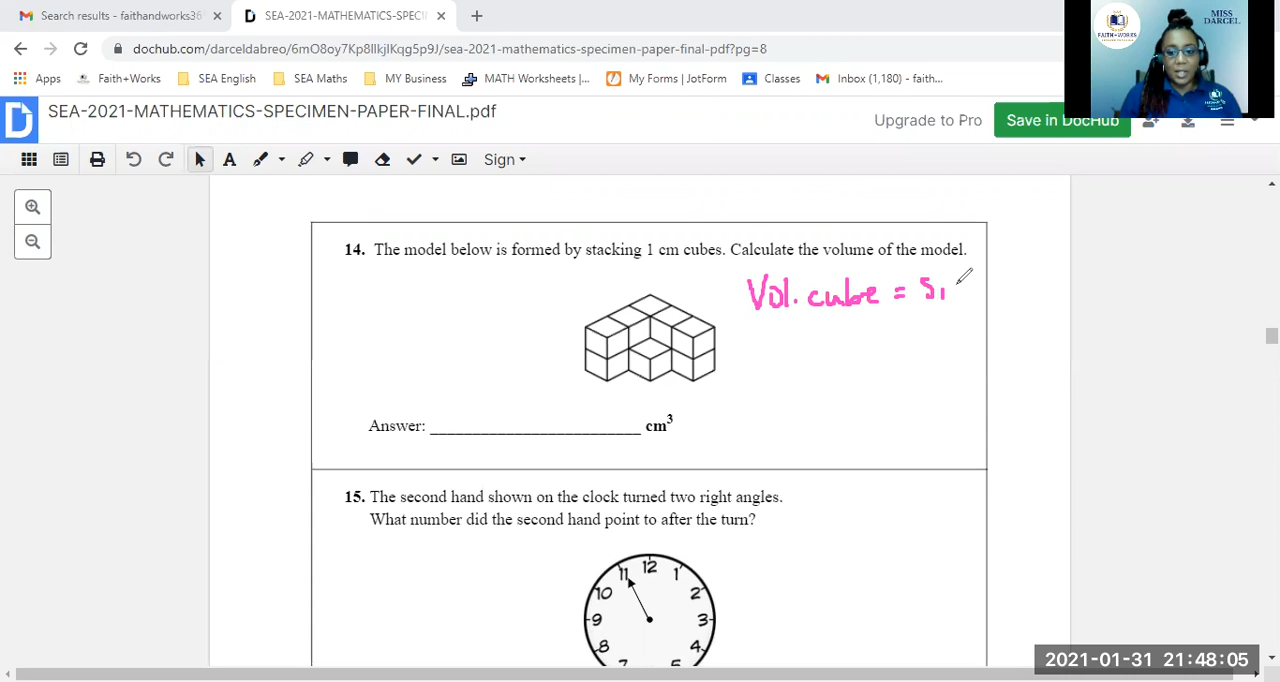 Search results - faithandworks36
SEA-2021-MATHEMATICS-SPECI
dochub.com/darceldabreo/
/sea-2021-mathematics-specimen-paper-final-pdf?pg=8
Apps
Faith+Works
SEA English
SEA Maths
MY Business
MATH Worksheets |...
My Forms | JotForm
Classes
Inbox (1,180) - faith...
FAITH+WORKS
MISS
DARCEL
SEA-2021-MATHEMATICS-SPECIMEN-PAPER-FINAL.pdf
Upgrade to Pro
Save in DocHub
A
Sign
14. The model below is formed by stacking 1 cm cubes. Calculate the volume of the model.
Vol. cube = Si
Answer: _________________________ cm³
15. The second hand shown on the clock turned two right angles.
What number did the second hand point to after the turn?
11 12 1
10 2
9 3
8 4
7 5
2021-01-31 21:48:05